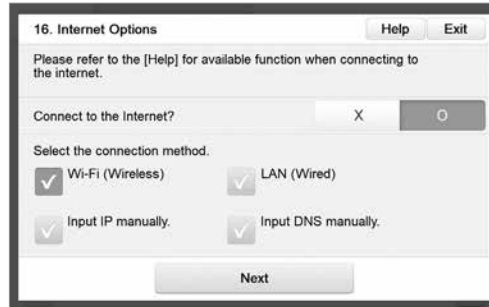 16. Internet Options
Help
Exit
Please refer to the [Help] for available function when connecting to
the internet.
Connect to the Internet?
X
O
Select the connection method.
Wi-Fi (Wireless)
LAN (Wired)
Input IP manually.
Input DNS manually.
Next